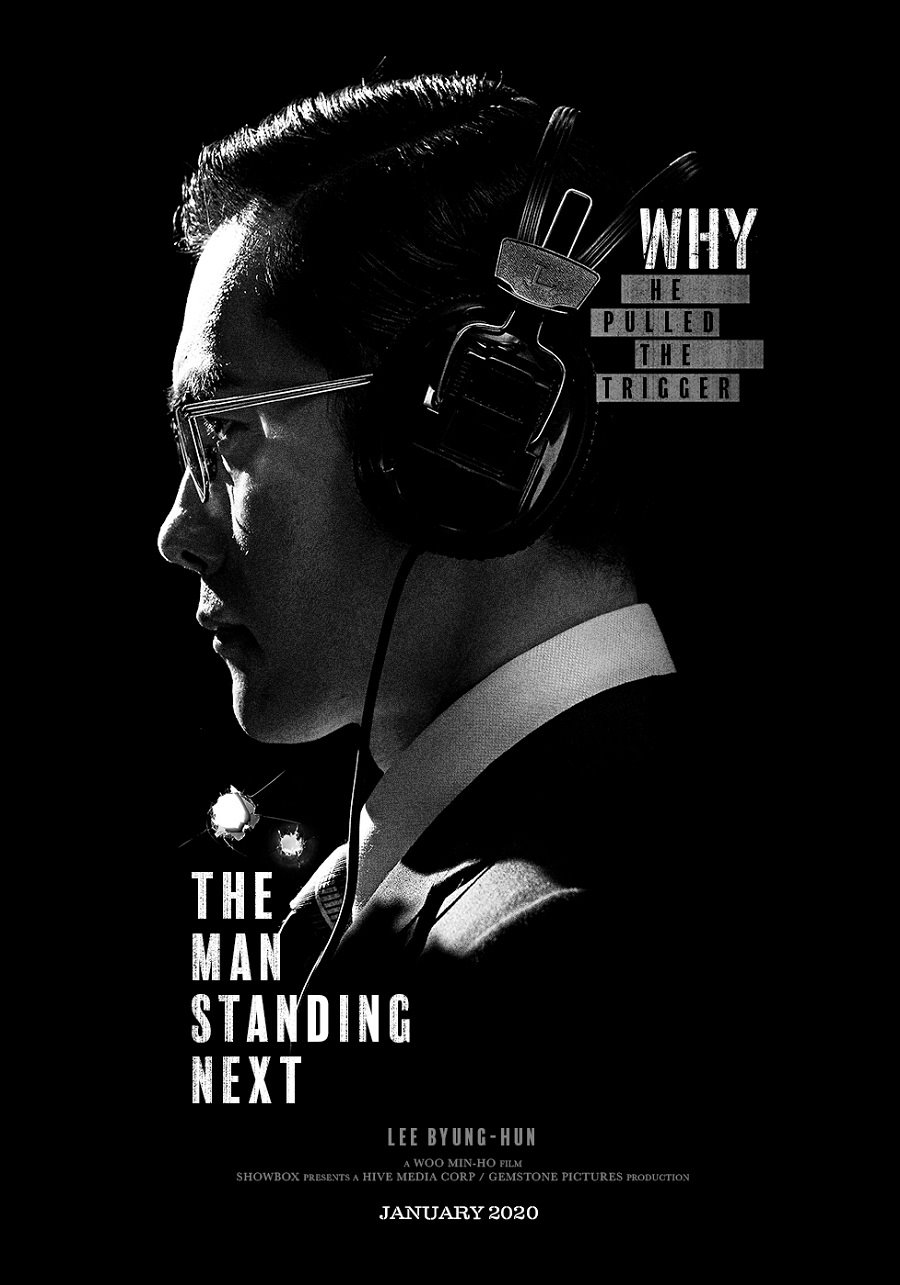 WHY
HE
PULLED
THE
TRIGGER
L
THE
MAN
STANDING
NEXT
LEE BYUNG-HUN
A WOO MIN-HO FILM
SHOWBOX PRESENTS A HIVE MEDIA CORP / GEMSTONE PICTURES PRODUCTION
JANUARY 2020